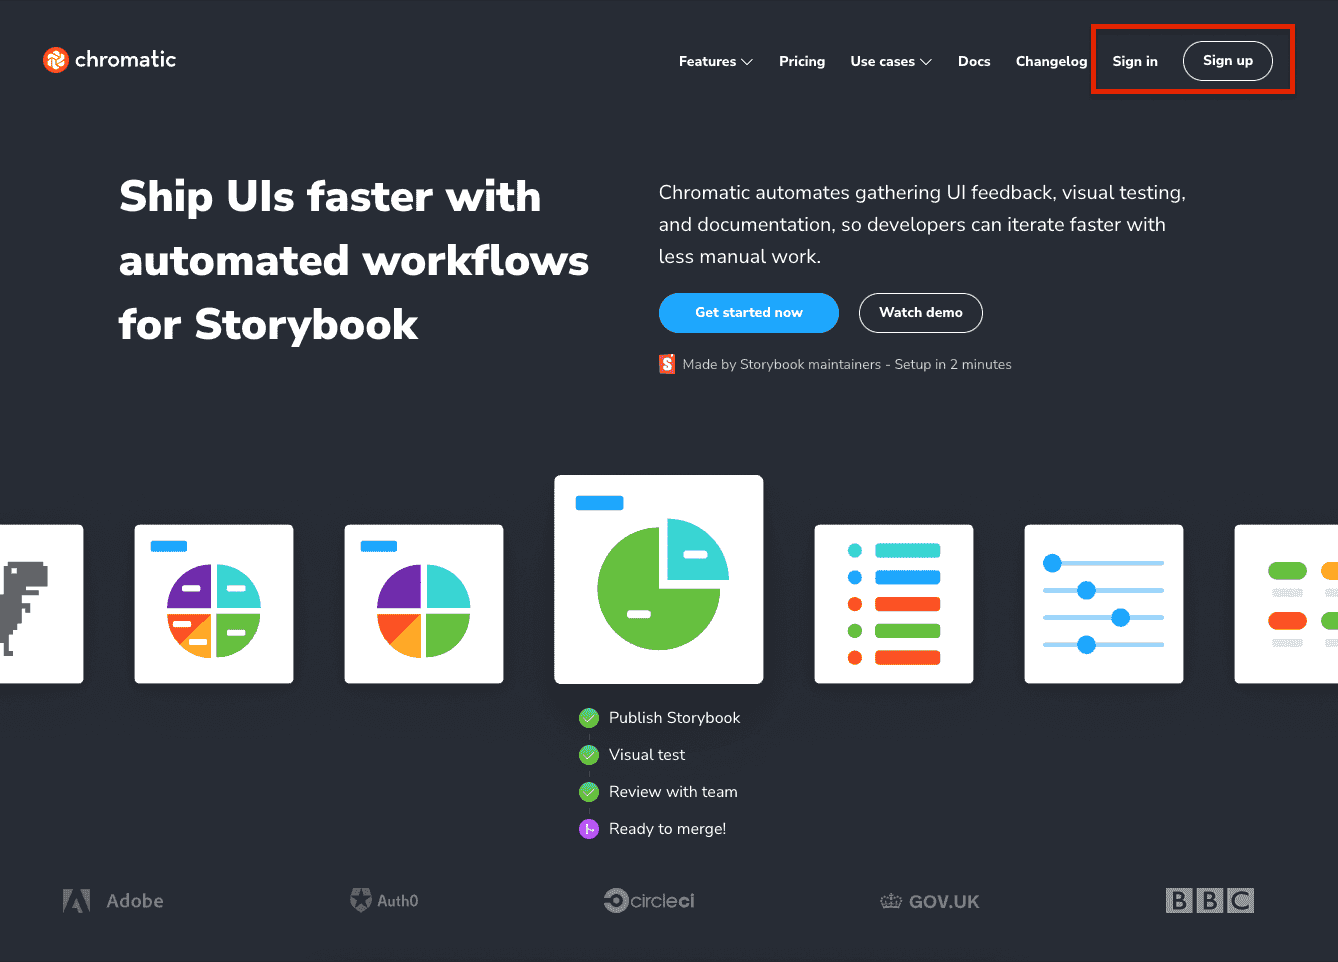 chromatic
Features Pricing Use cases Docs Changelog Sign in Sign up
Ship UIs faster with
automated workflows
for Storybook
Chromatic automates gathering UI feedback, visual testing,
and documentation, so developers can iterate faster with
less manual work.
Get started now Watch demo
S Made by Storybook maintainers - Setup in 2 minutes
Publish Storybook
Visual test
Review with team
Ready to merge!
Adobe Auth0 circleci GOV.UK BBC